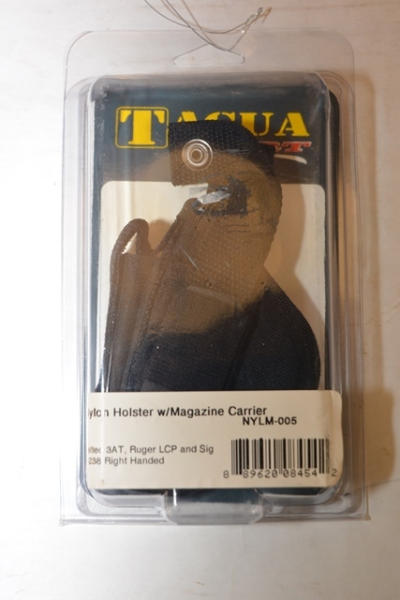 TAGUA
ylon Holster w/Magazine Carrier
NYLM-005
3AT, Ruger LCP and Sig
238 Right Handed
8 89620 08454 2